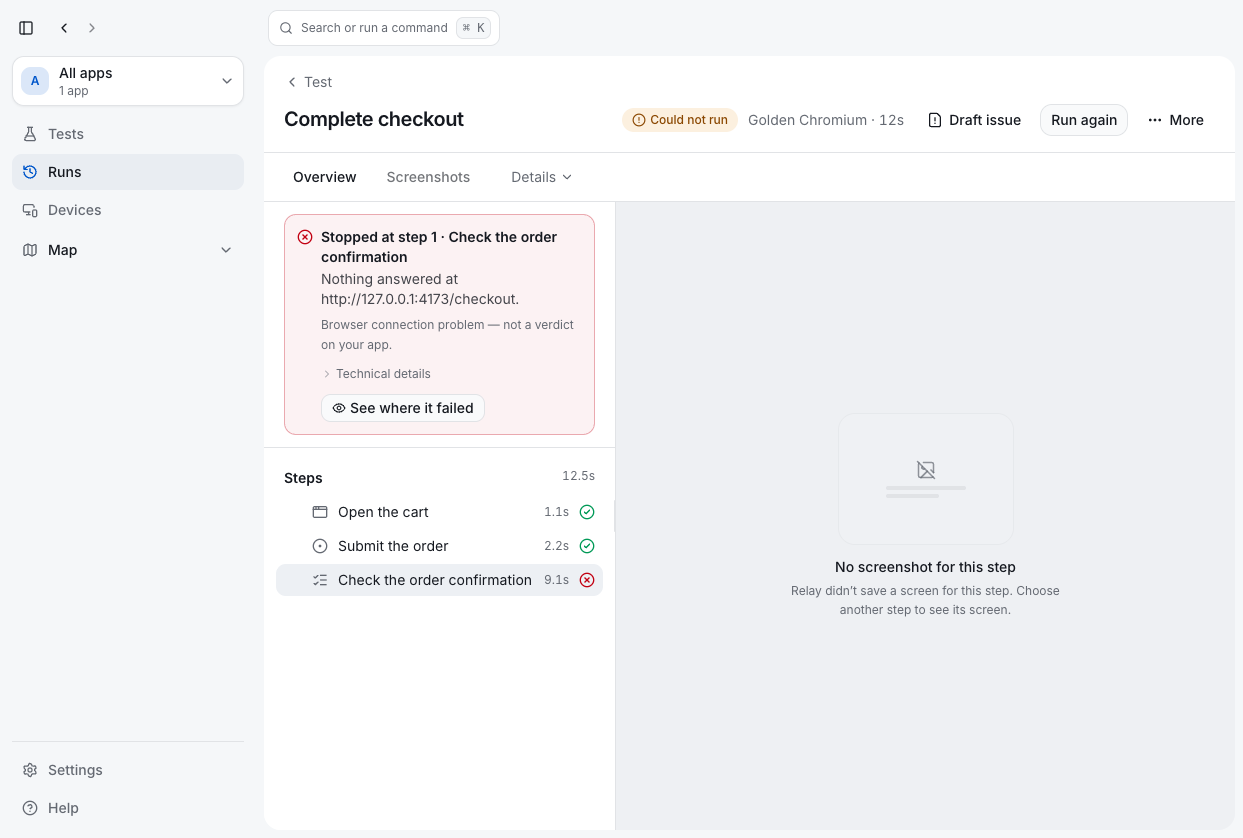 Search or run a command
⌘ K
A
All apps
1 app
Tests
Runs
Devices
Map
Settings
Help
Test
Complete checkout
Could not run
Golden Chromium · 12s
Draft issue
Run again
More
Overview
Screenshots
Details
Stopped at step 1 · Check the order
confirmation
Nothing answered at
http://127.0.0.1:4173/checkout.
Browser connection problem — not a verdict
on your app.
Technical details
See where it failed
Steps
12.5s
Open the cart
1.1s
Submit the order
2.2s
Check the order confirmation
9.1s
No screenshot for this step
Relay didn’t save a screen for this step. Choose
another step to see its screen.